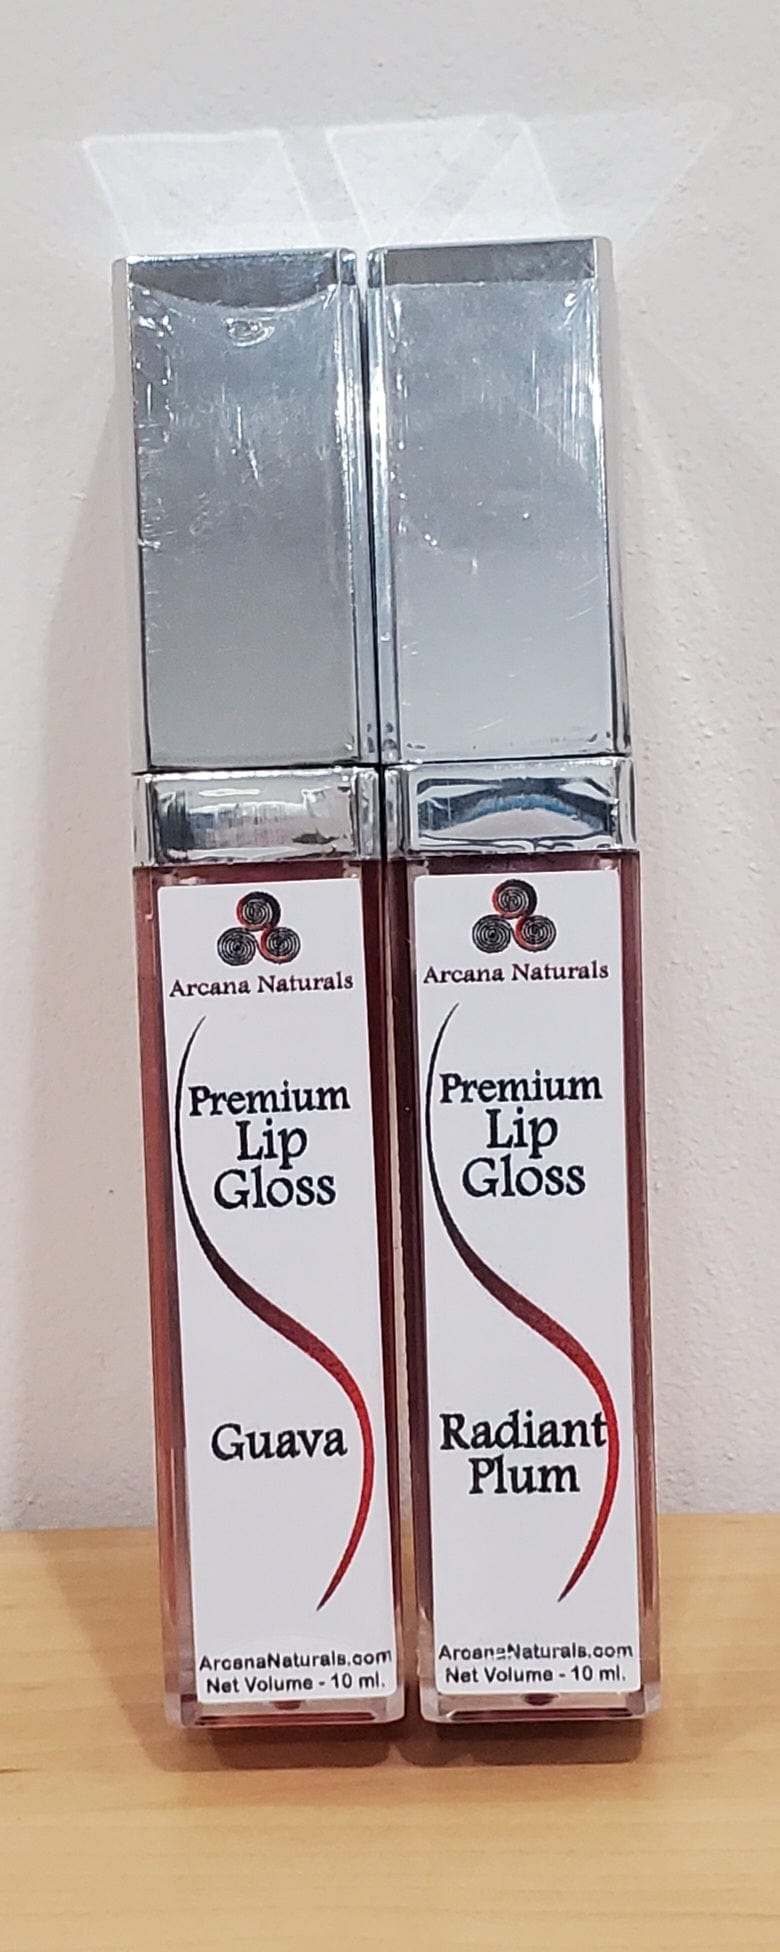 Arcana Naturals
Premium
Lip
Gloss
Guava
ArcanaNaturals.com
Net Volume - 10 ml.
Arcana Naturals
Premium
Lip
Gloss
Radiant
Plum
ArcanaNaturals.com
Net Volume - 10 ml.